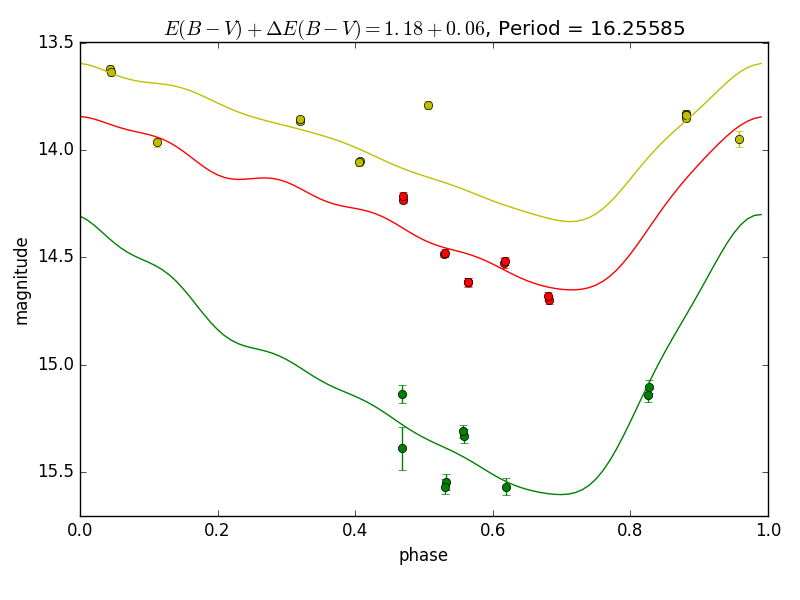 E(B − V) + ΔE(B − V) = 1.18 + 0.06, Period = 16.25585
13.5
14.0
14.5
15.0
15.5
magnitude
0.0 0.2 0.4 0.6 0.8 1.0
phase